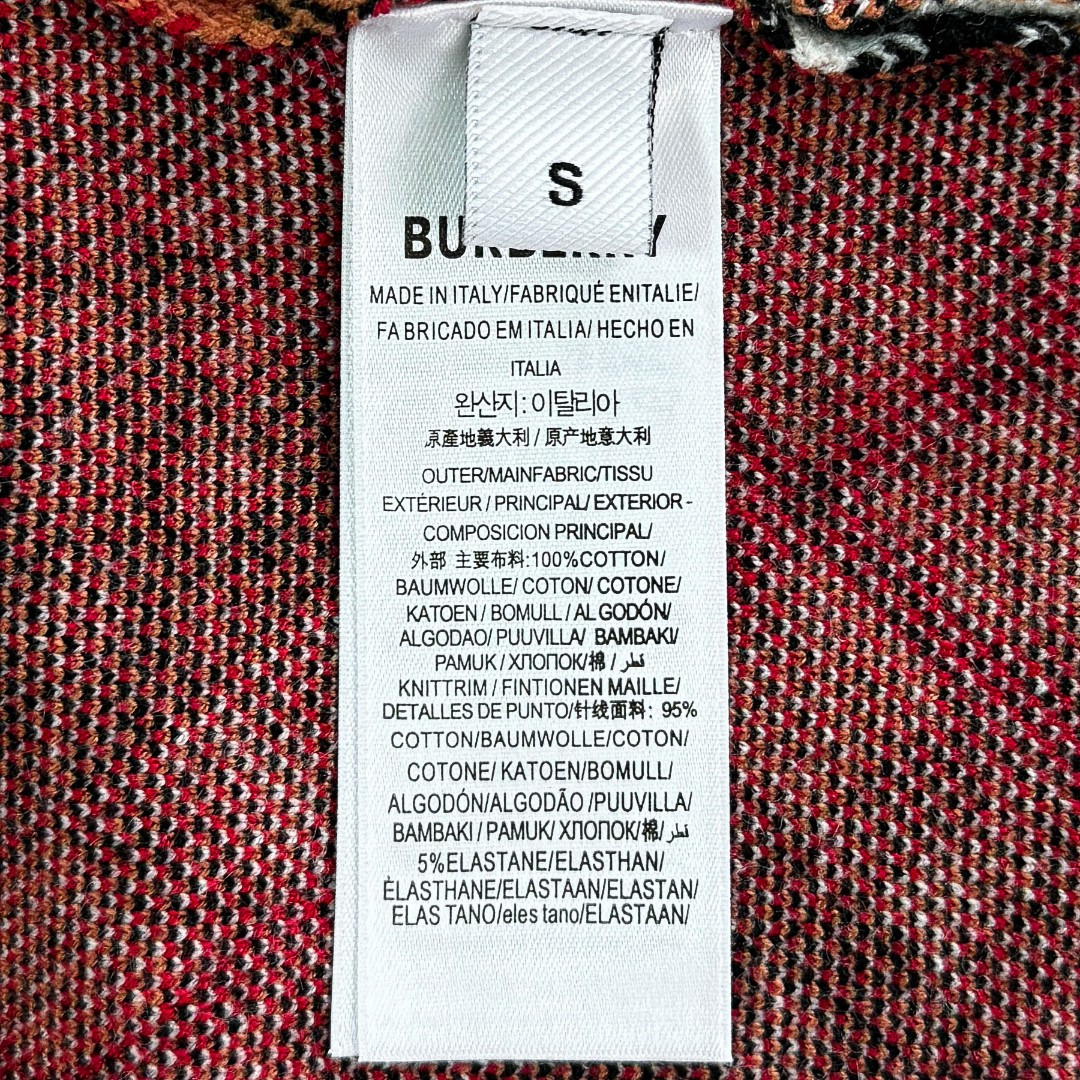 S
BURBERRY
MADE IN ITALY/FABRIQUÉ ENITALIE/
FA BRICADO EM ITALIA/ HECHO EN
ITALIA
완산지: 이탈리아
原產地義大利 / 原产地意大利
OUTER/MAINFABRIC/TISSU
EXTÉRIEUR / PRINCIPAL/ EXTERIOR -
COMPOSICION PRINCIPAL/
外部 主要布料:100%COTTON/
BAUMWOLLE/ COTON/ COTONE/
KATOEN / BOMULL / ALGODÓN/
ALGODAO/ PUUVILLA/ BAMBAKI/
PAMUK / ХЛОПОК/棉 / قطر
KNITTRIM / FINTIONEN MAILLE/
DETALLES DE PUNTO/针线面料: 95%
COTTON/BAUMWOLLE/COTON/
COTONE/ KATOEN/BOMULL/
ALGODÓN/ALGODÃO /PUUVILLA/
BAMBAKI / PAMUK/ ХЛОПОК/棉/ قطر
5%ELASTANE/ELASTHAN/
ÈLASTHANE/ELASTAAN/ELASTAN/
ELAS TANO/eles tano/ELASTAAN/